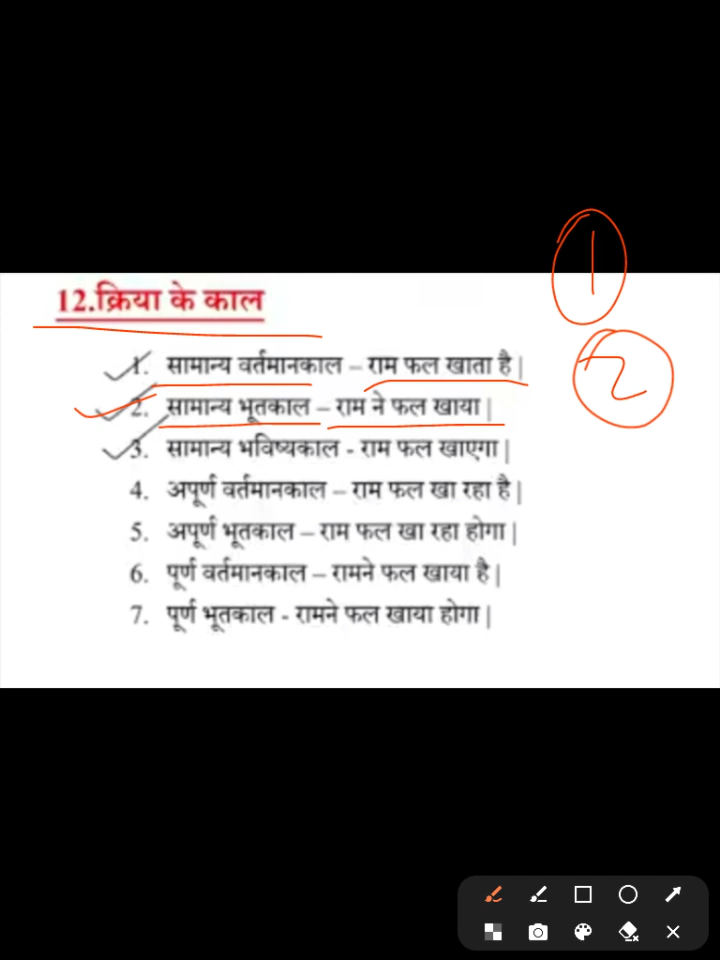 1
12.क्रिया के काल
1. सामान्य वर्तमानकाल – राम फल खाता है|
2
2. सामान्य भूतकाल – राम ने फल खाया|
3. सामान्य भविष्यकाल - राम फल खाएगा|
4. अपूर्ण वर्तमानकाल – राम फल खा रहा है|
5. अपूर्ण भूतकाल – राम फल खा रहा होगा|
6. पूर्ण वर्तमानकाल – रामने फल खाया है|
7. पूर्ण भूतकाल - रामने फल खाया होगा|